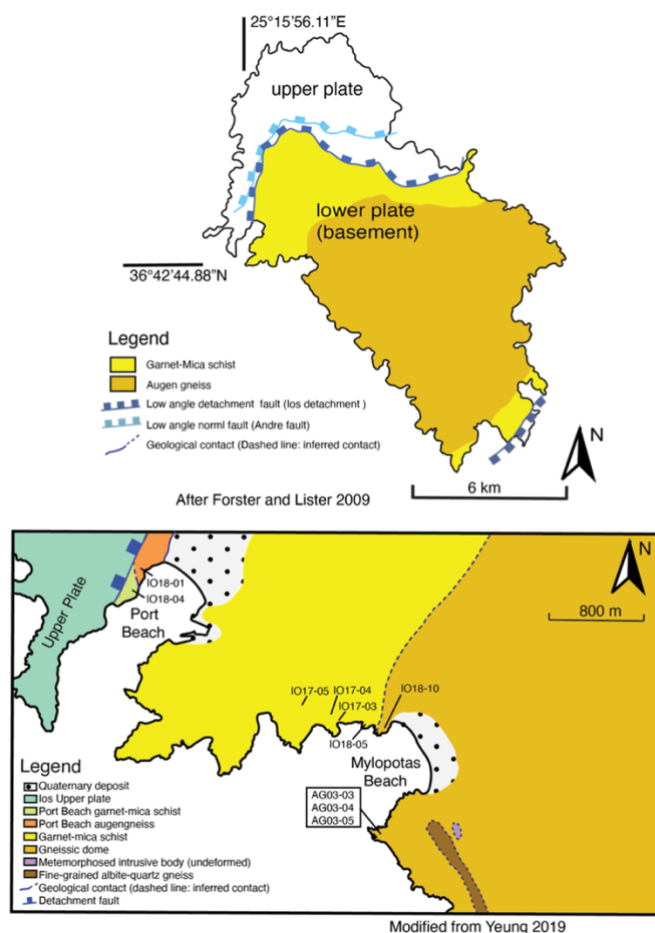 25°15'56.11"E
upper plate
lower plate
(basement)
36°42'44.88"N
Legend
Garnet-Mica schist
Augen gneiss
Low angle detachment fault (Ios detachment )
Low angle norml fault (Andre fault)
Geological contact (Dashed line: inferred contact)
N
6 km
After Forster and Lister 2009
N
800 m
Upper Plate
IO18-01
IO18-04
Port
Beach
IO17-05
IO17-04
IO17-03
IO18-10
IO18-05
Mylopotas
Beach
AG03-03
AG03-04
AG03-05
Legend
Quaternary deposit
Ios Upper plate
Port Beach garnet-mica schist
Port Beach augengneiss
Garnet-mica schist
Gneissic dome
Metemorphosed intrusive body (undeformed)
Fine-grained albite-quartz gneiss
Geological contact (dashed line: inferred contact)
Detachment fault
Modified from Yeung 2019